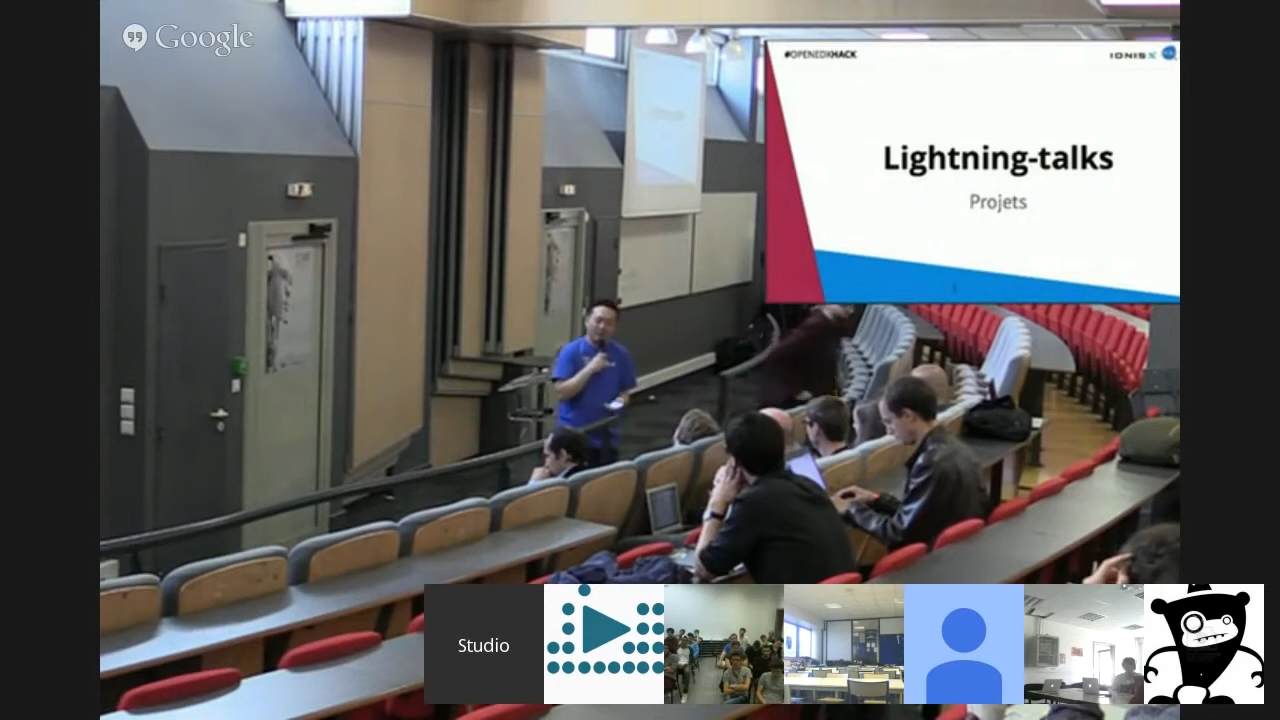 Google
#OPENEDXHACK
IONISX
Lightning-talks
Projets
Studio